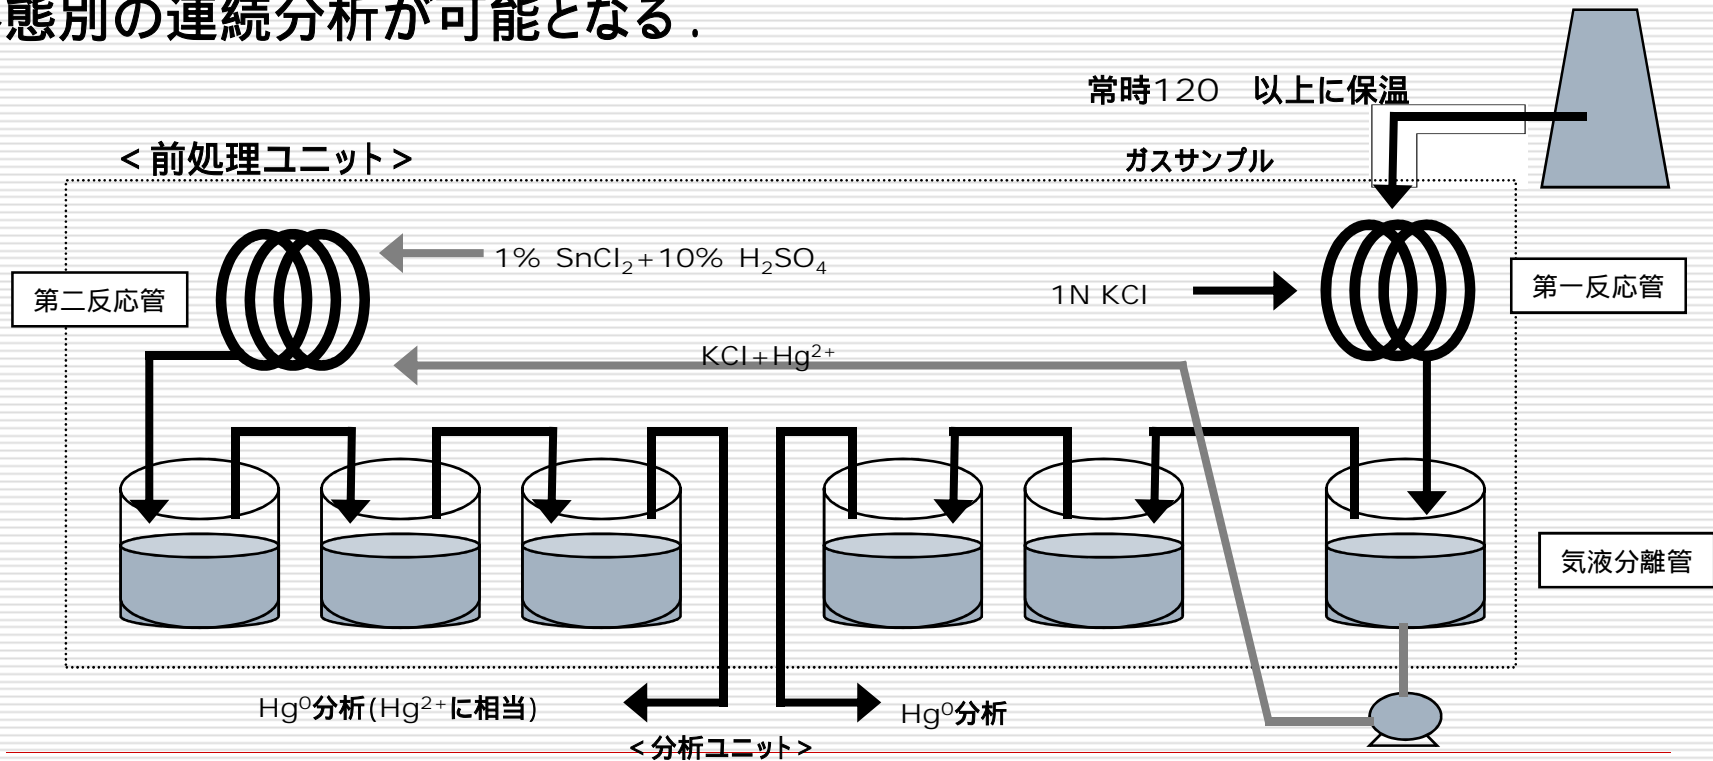 態別の連続分析が可能となる.
常時120 以上に保温
<前処理ユニット>
ガスサンプル
1% SnCl₂+10% H₂SO₄
第二反応管
1N KCl
第一反応管
KCl+Hg²⁺
気液分離管
Hg⁰分析(Hg²⁺に相当)
Hg⁰分析
<分析ユニット>